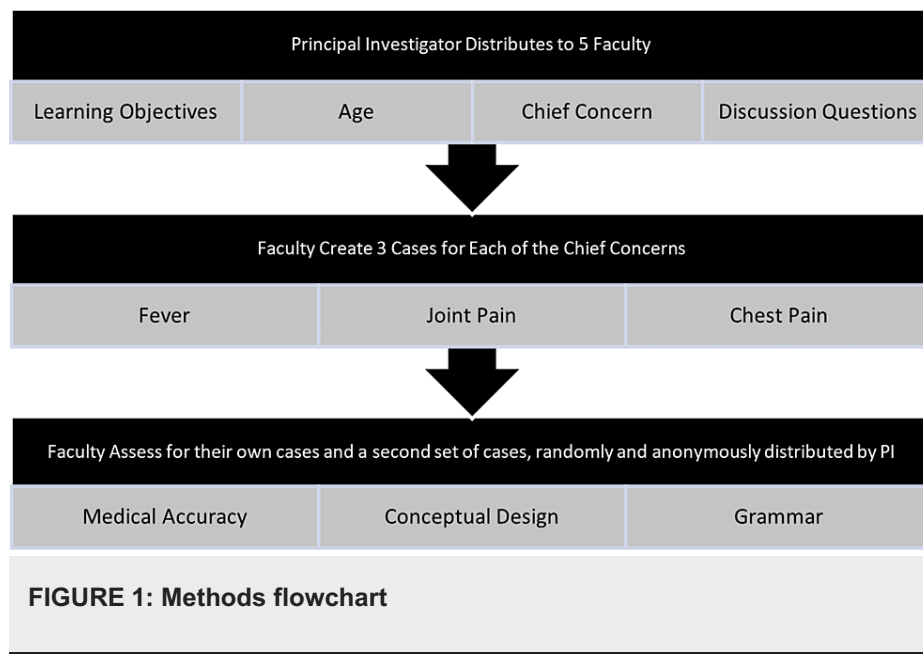 Principal Investigator Distributes to 5 Faculty
Learning Objectives Age Chief Concern Discussion Questions
Faculty Create 3 Cases for Each of the Chief Concerns
Fever Joint Pain Chest Pain
Faculty Assess for their own cases and a second set of cases, randomly and anonymously distributed by PI
Medical Accuracy Conceptual Design Grammar
FIGURE 1: Methods flowchart